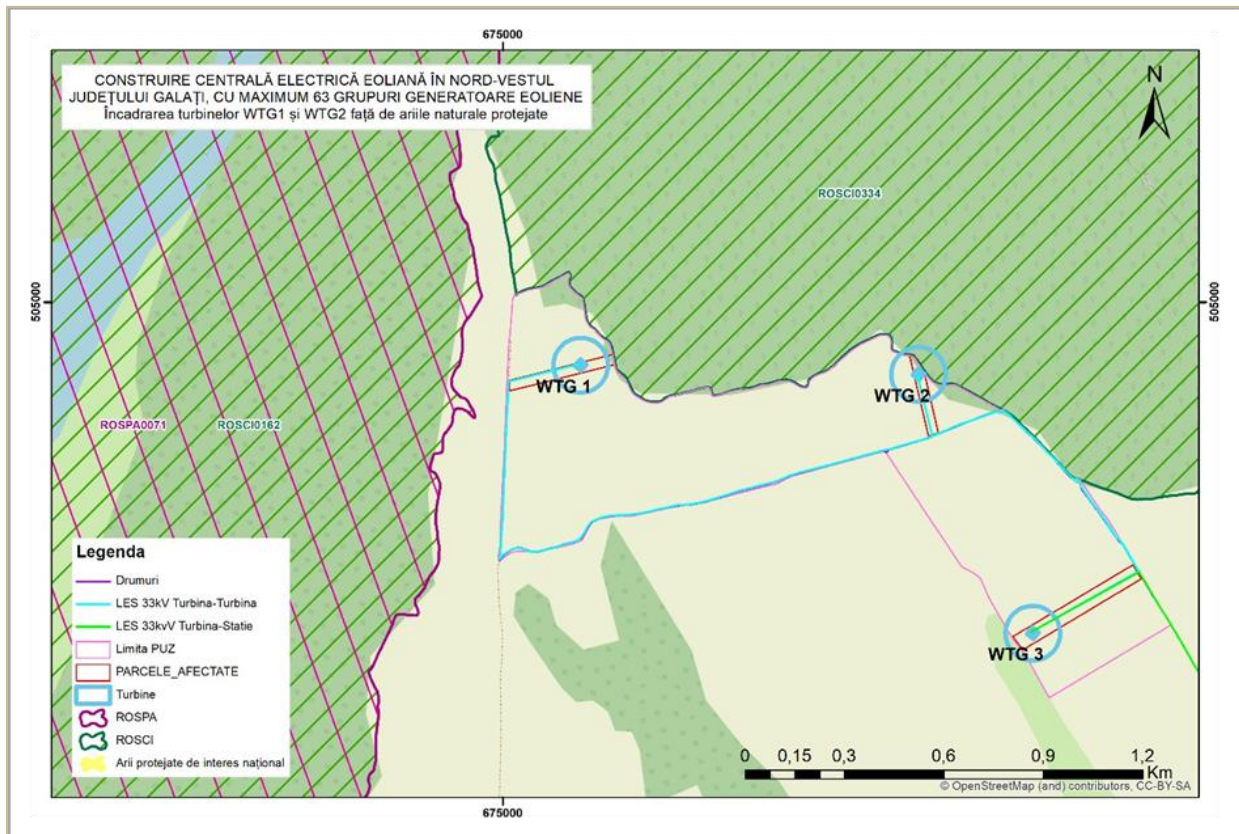 675000
CONSTRUIRE CENTRALĂ ELECTRICĂ EOLIANĂ ÎN NORD-VESTUL
JUDEŢULUI GALAŢI, CU MAXIMUM 63 GRUPURI GENERATOARE EOLIENE
Încadrarea turbinelor WTG1 și WTG2 față de ariile naturale protejate
N
ROSCI0334
505000
505000
WTG 1
WTG 2
ROSPA0071
ROSCI0162
Legenda
Drumuri
LES 33kV Turbina-Turbina
LES 33kvV Turbina-Statie
Limita PUZ
PARCELE_AFECTATE
Turbine
ROSPA
ROSCI
Arii protejate de interes național
WTG 3
0 0,15 0,3 0,6 0,9 1,2
Km
© OpenStreetMap (and) contributors, CC-BY-SA
675000